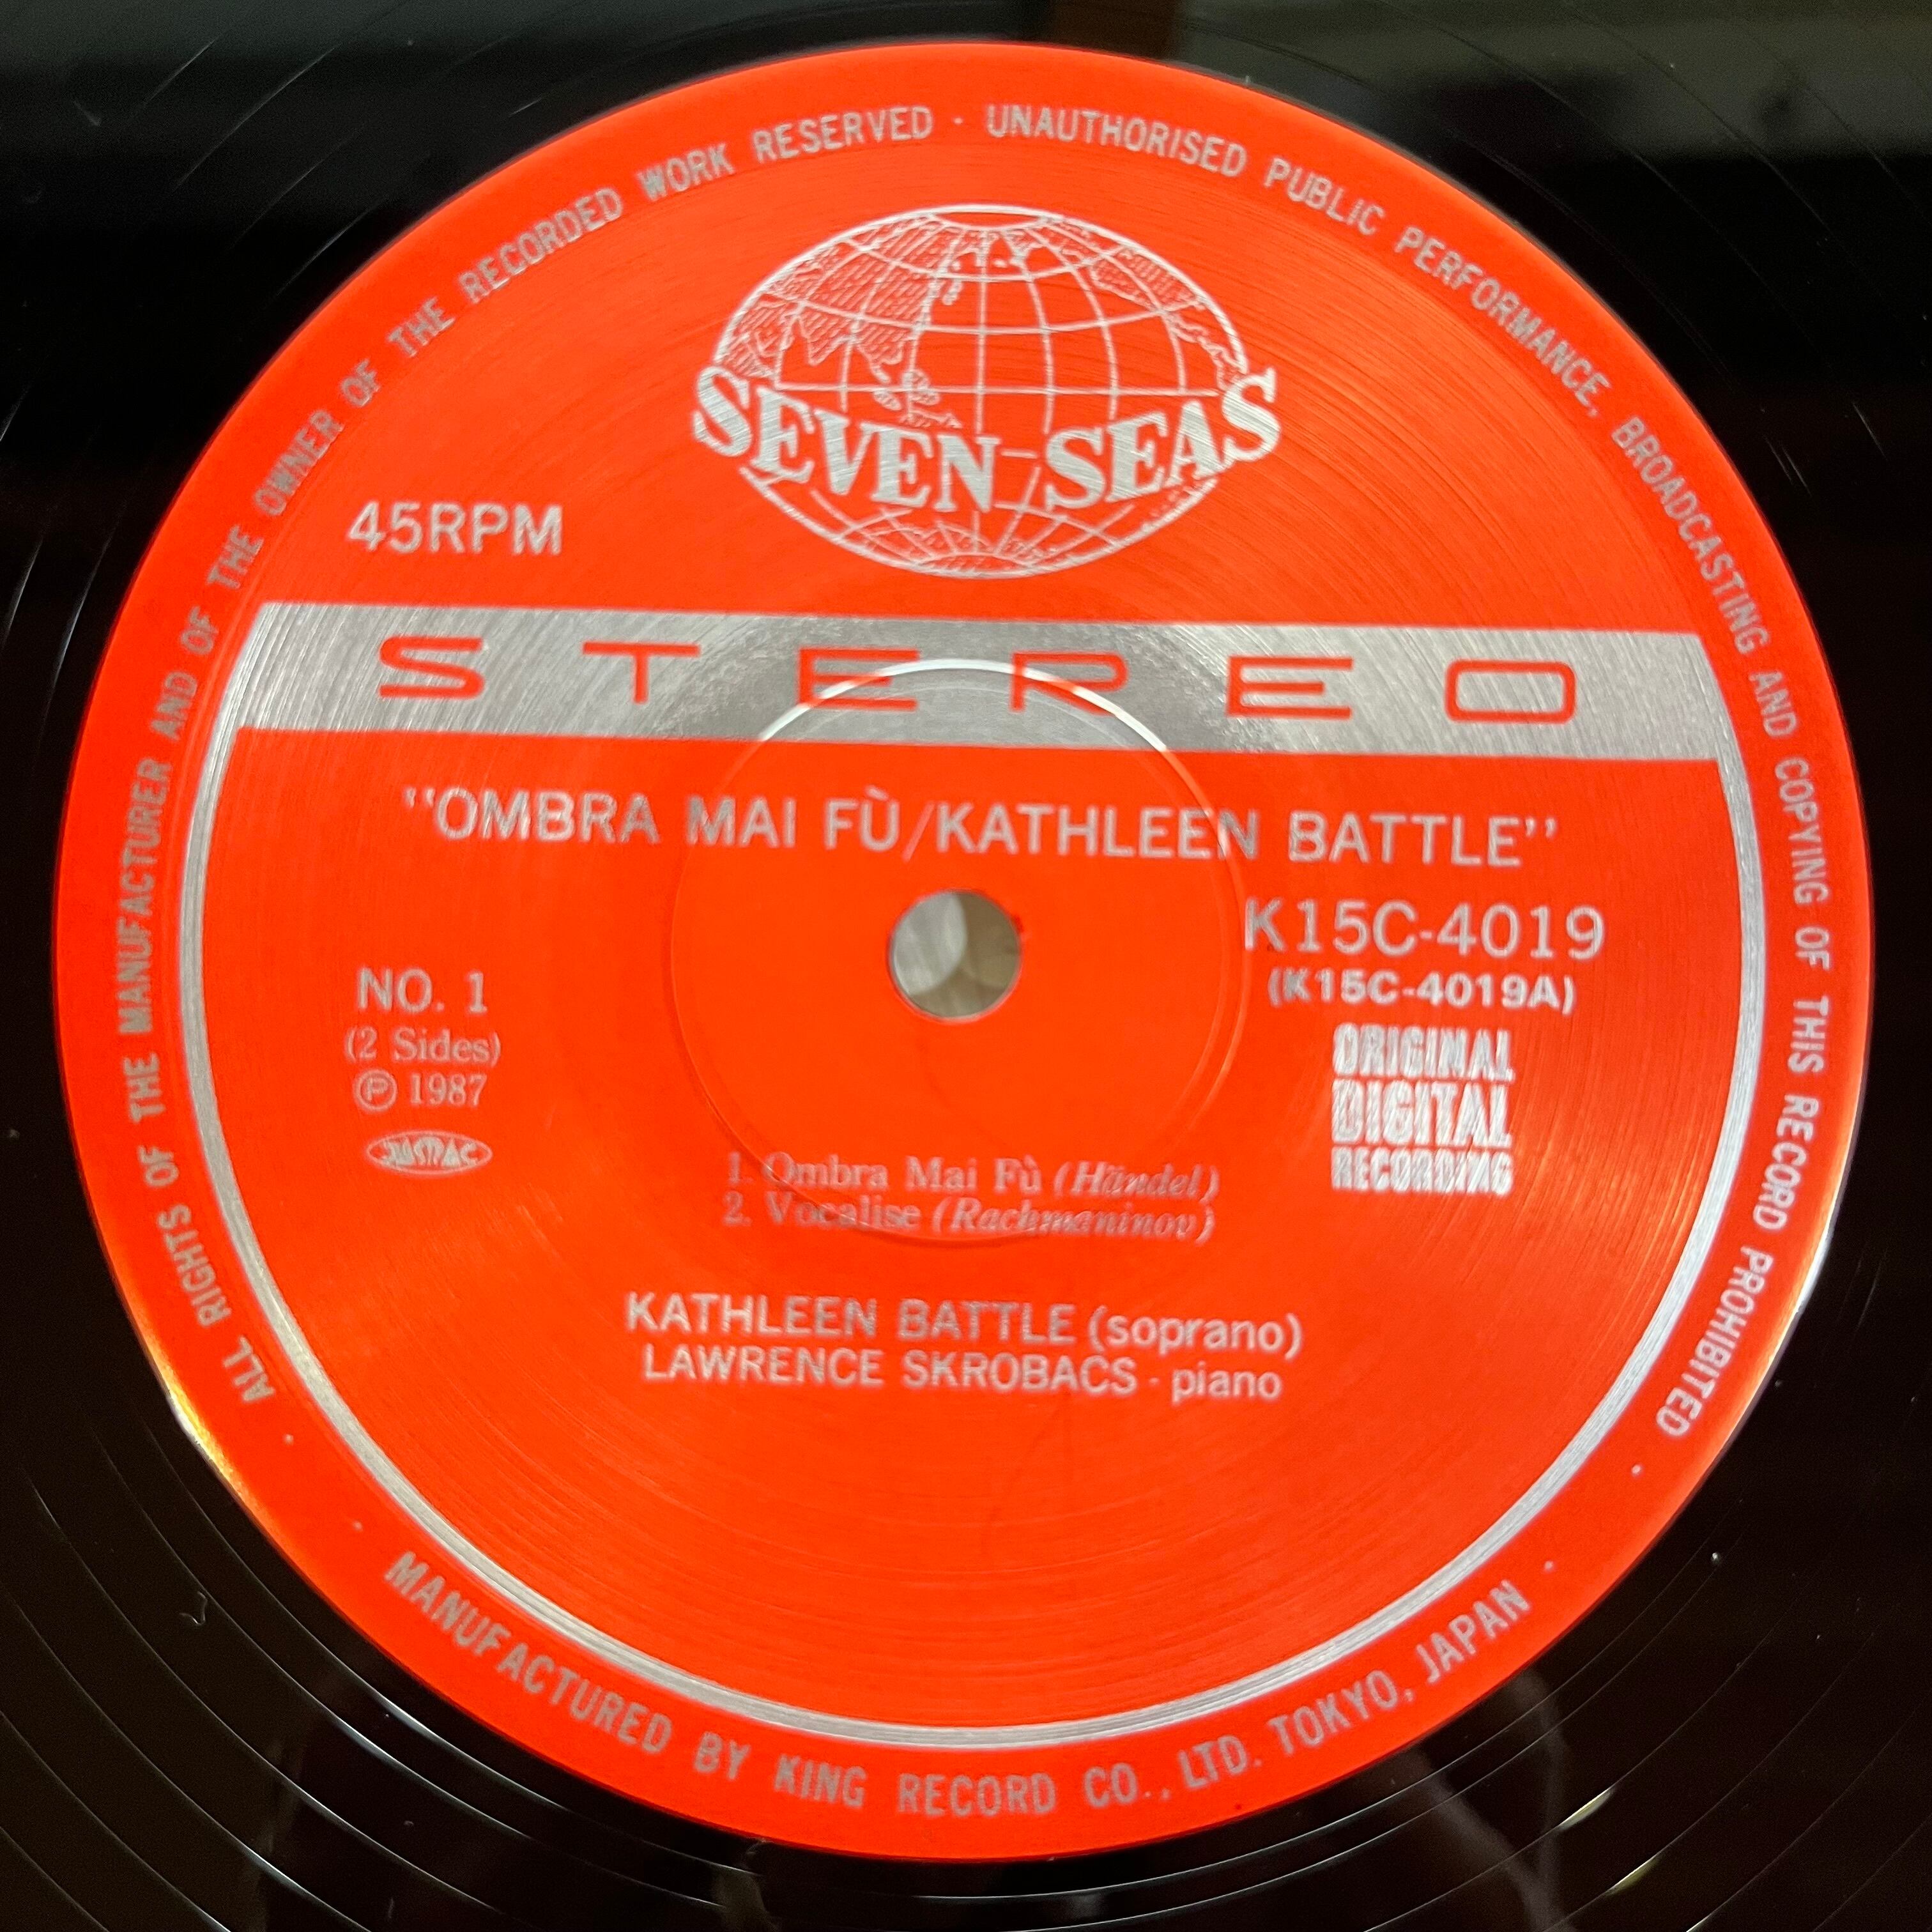 ALL RIGHTS OF THE MANUFACTURER AND OF THE OWNER OF THE RECORDED WORK RESERVED · UNAUTHORISED PUBLIC PERFORMANCE, BROADCASTING AND COPYING OF THIS RECORD PROHIBITED ·
SEVEN-SEAS
45RPM
STEREO
"OMBRA MAI FÙ/KATHLEEN BATTLE"
K15C-4019
(K15C-4019A)
NO. 1
(2 Sides)
Ⓟ 1987
JASRAC
ORIGINAL
DIGITAL
RECORDING
1. Ombra Mai Fù (Händel)
2. Vocalise (Rachmaninov)
KATHLEEN BATTLE (soprano)
LAWRENCE SKROBACS · piano
· MANUFACTURED BY KING RECORD CO., LTD. TOKYO, JAPAN ·